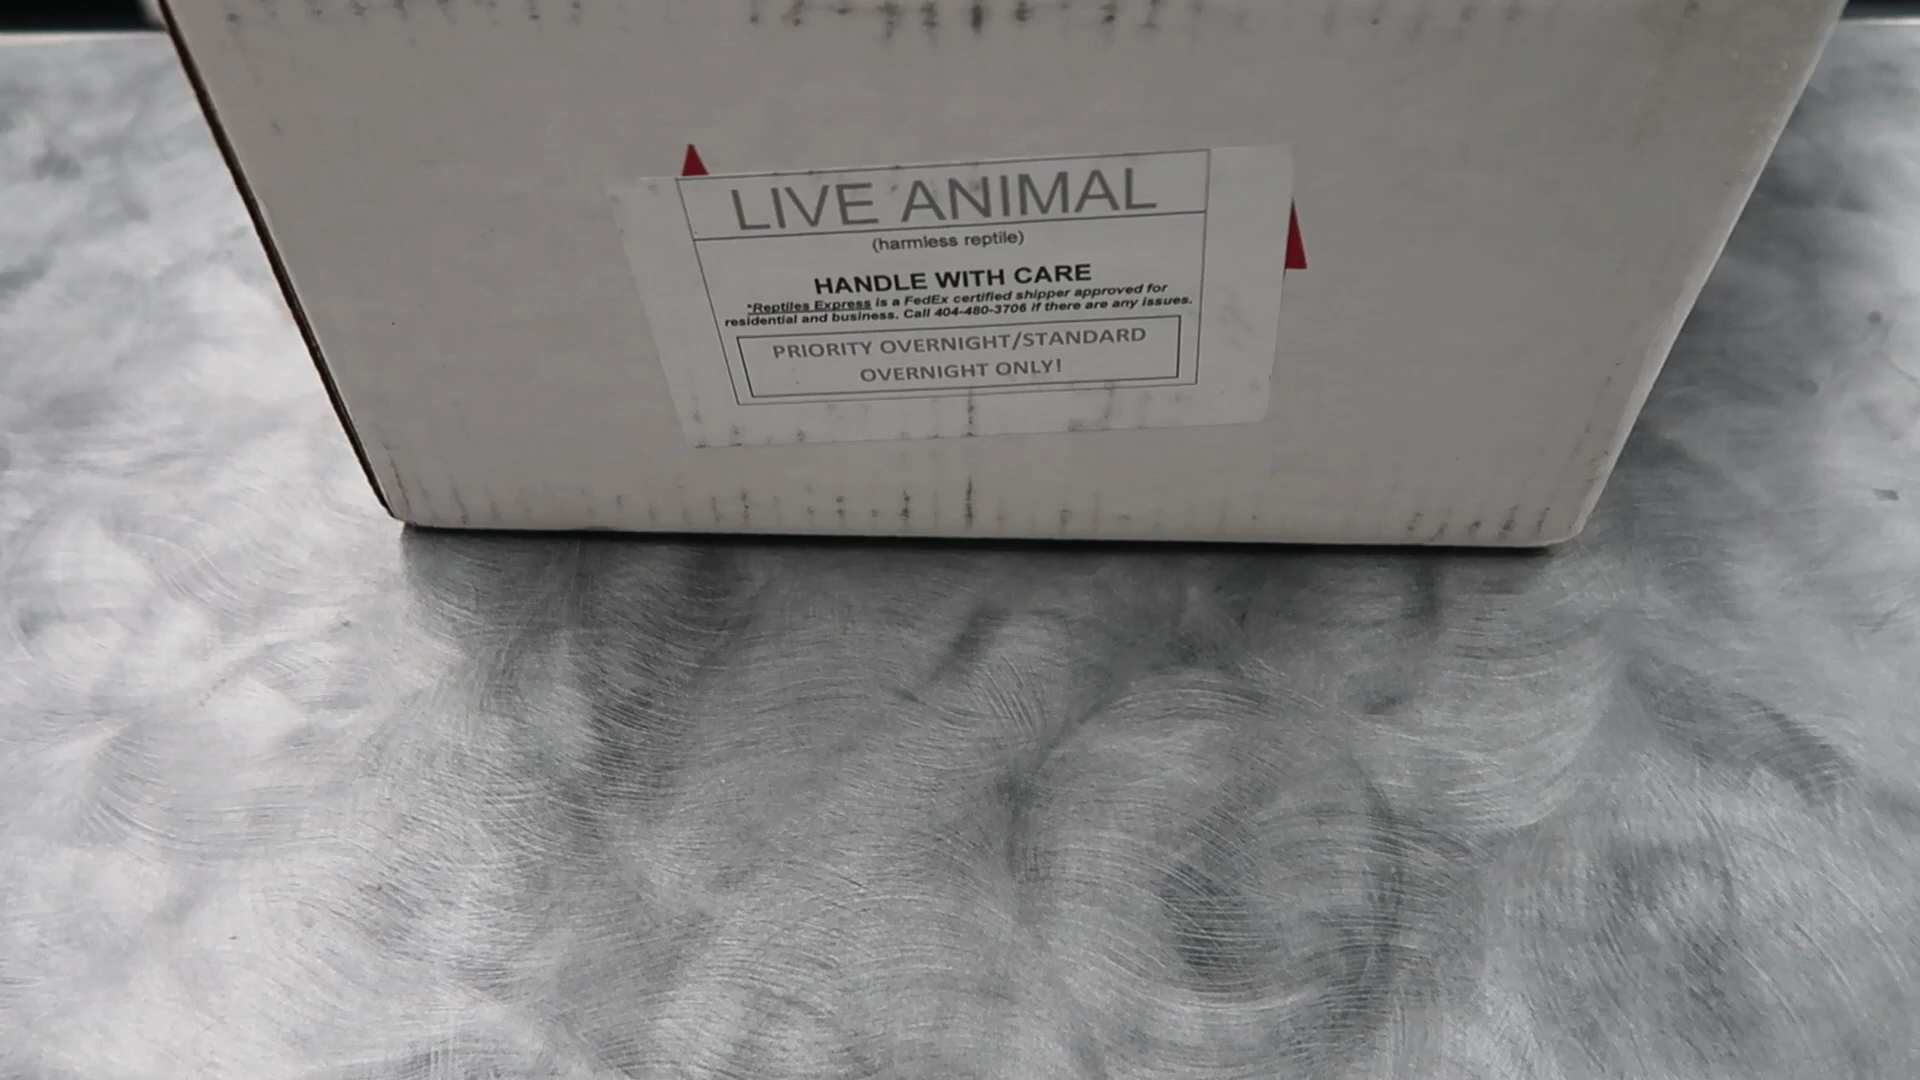 LIVE ANIMAL
(harmless reptile)
HANDLE WITH CARE
*Reptiles Express is a FedEx certified shipper approved for
residential and business. Call 404-480-3706 if there are any issues.
PRIORITY OVERNIGHT/STANDARD
OVERNIGHT ONLY!